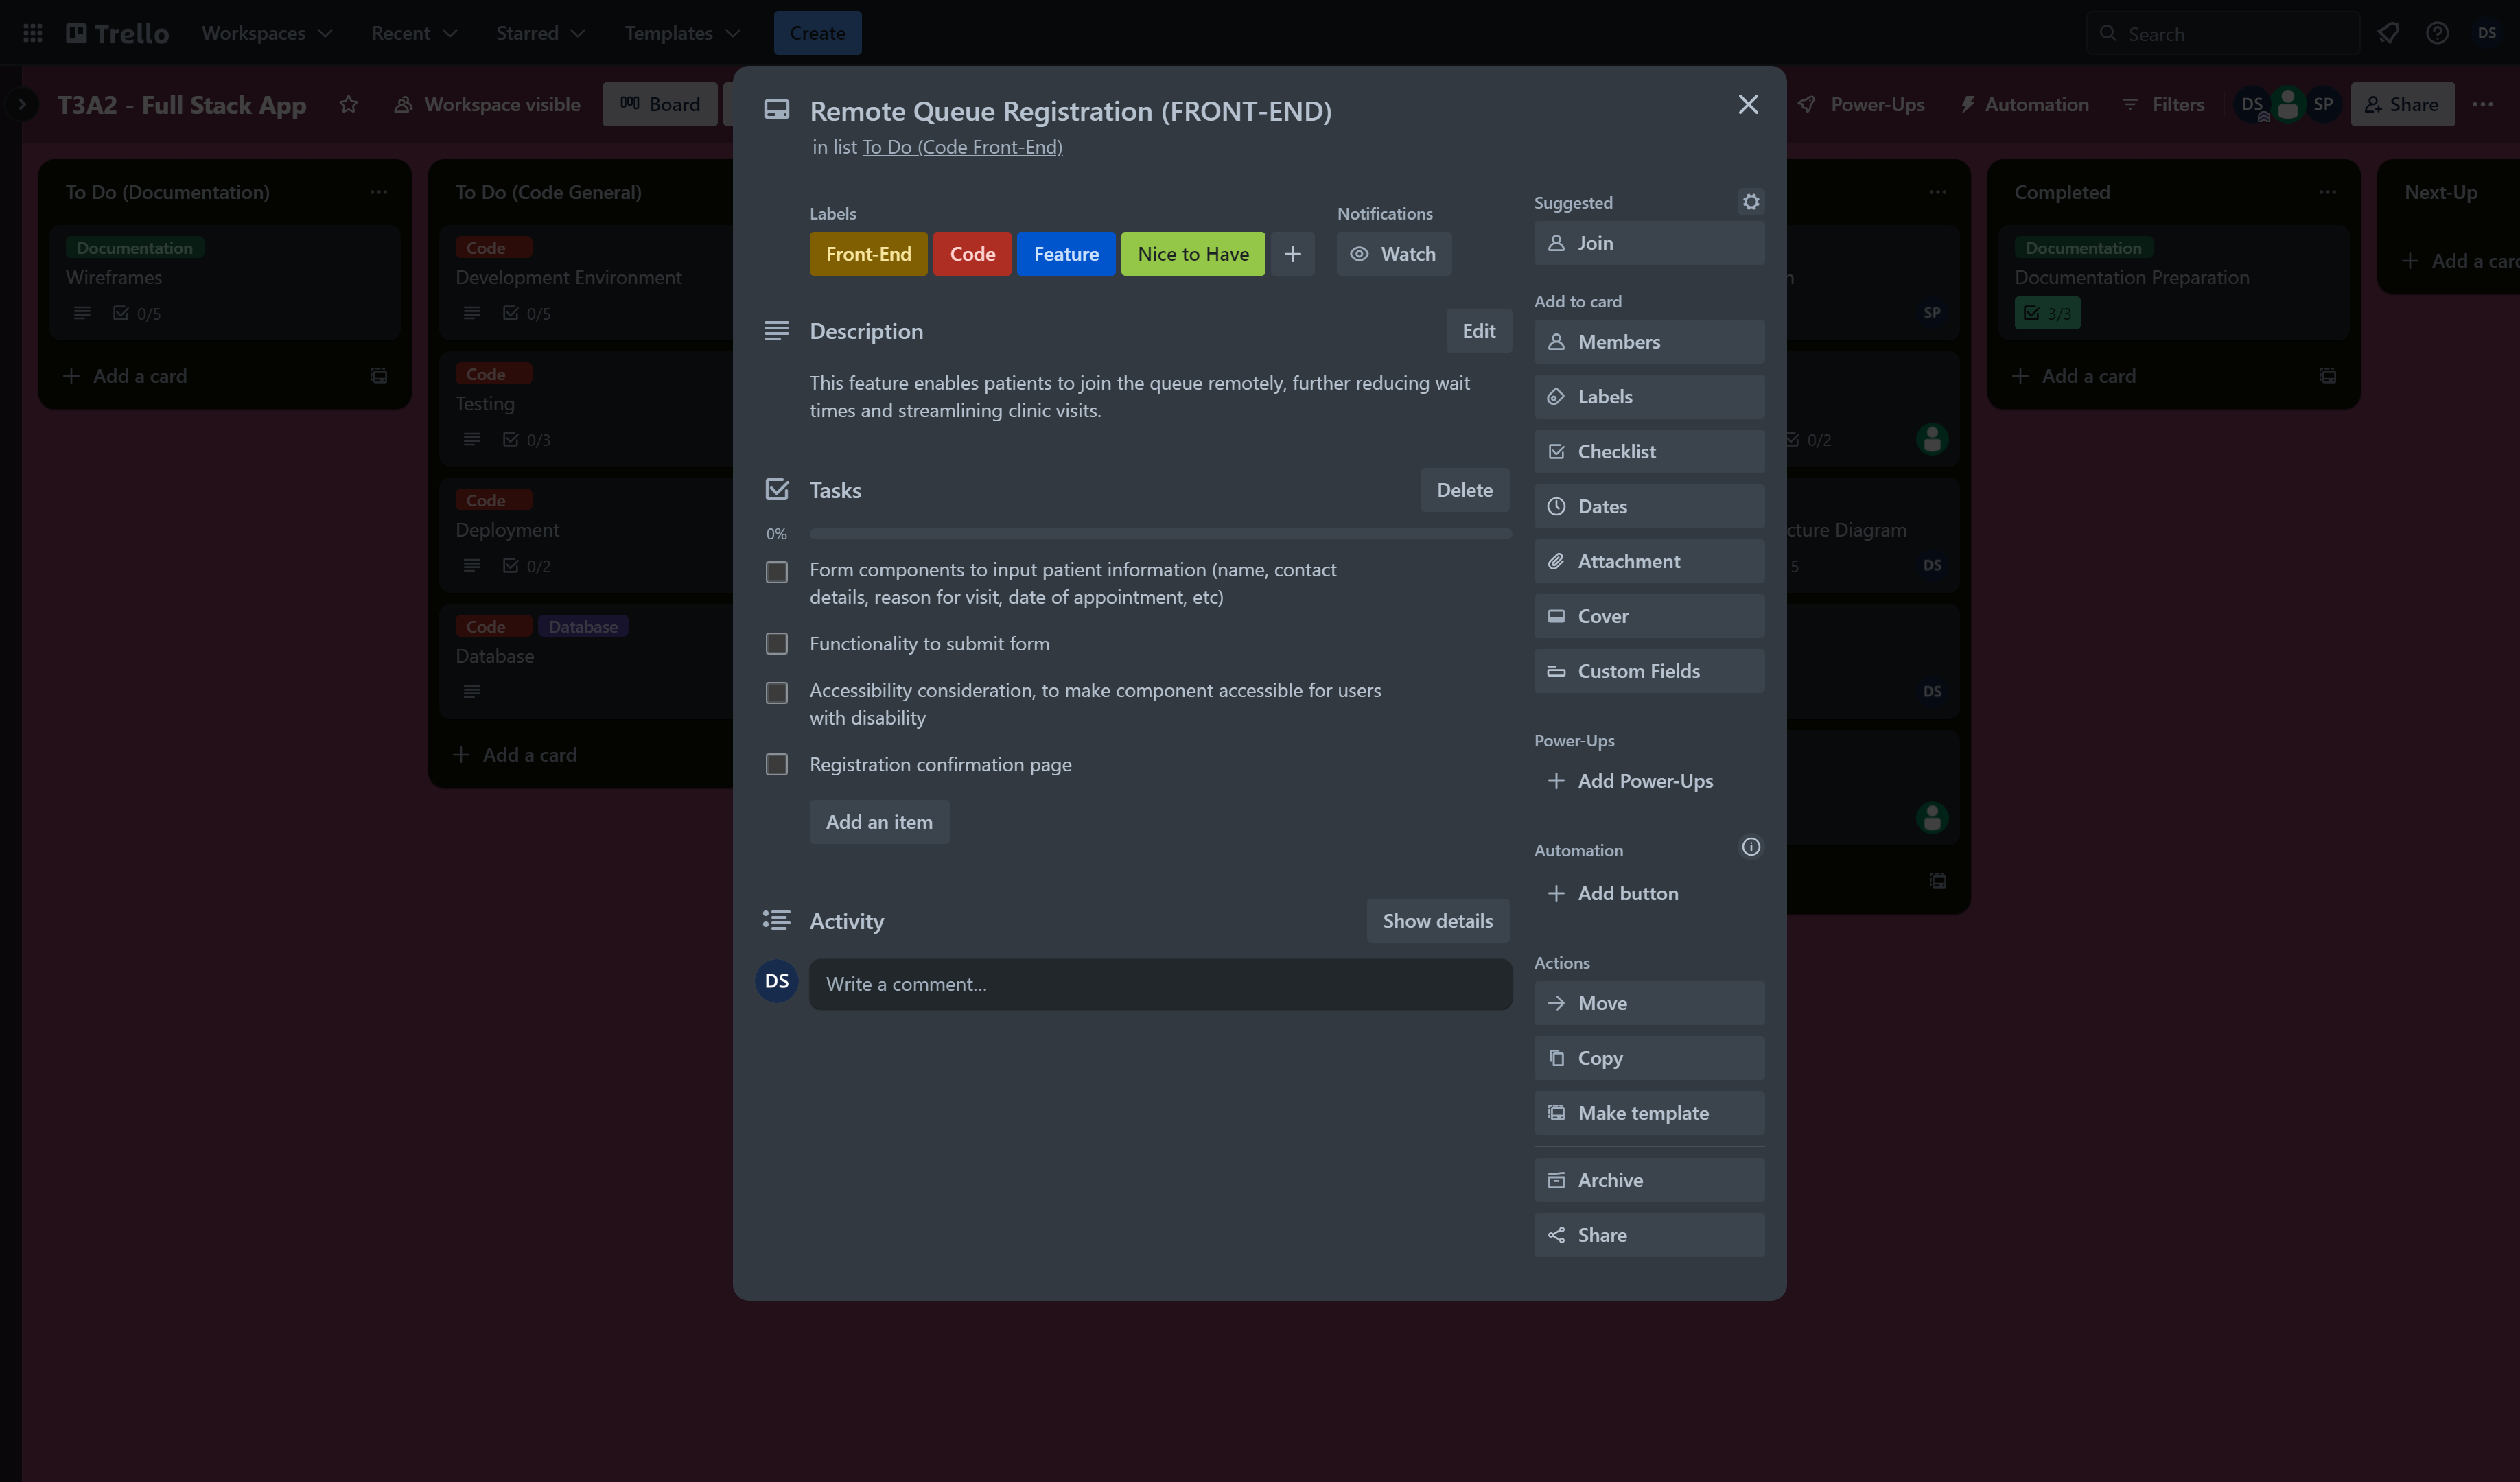 Trello
Workspaces
Recent
Starred
Templates
Create
Search
DS
T3A2 - Full Stack App
Workspace visible
Board
Power-Ups
Automation
Filters
DS
SP
Share
To Do (Documentation)
Documentation
Wireframes
0/5
Add a card
To Do (Code General)
Code
Development Environment
0/5
Code
Testing
0/3
Code
Deployment
0/2
Code Database
Database
Add a card
Remote Queue Registration (FRONT-END)
in list To Do (Code Front-End)
Labels
Front-End Code Feature Nice to Have
Notifications
Watch
Description
Edit
This feature enables patients to join the queue remotely, further reducing wait
times and streamlining clinic visits.
Tasks
Delete
0%
Form components to input patient information (name, contact
details, reason for visit, date of appointment, etc)
Functionality to submit form
Accessibility consideration, to make component accessible for users
with disability
Registration confirmation page
Add an item
Activity
Show details
DS
Write a comment...
Suggested
Join
Add to card
Members
Labels
Checklist
Dates
Attachment
Cover
Custom Fields
Power-Ups
Add Power-Ups
Automation
Add button
Actions
Move
Copy
Make template
Archive
Share
SP
0/2
cture Diagram
5
DS
DS
Completed
Documentation
Documentation Preparation
3/3
Add a card
Next-Up
Add a car